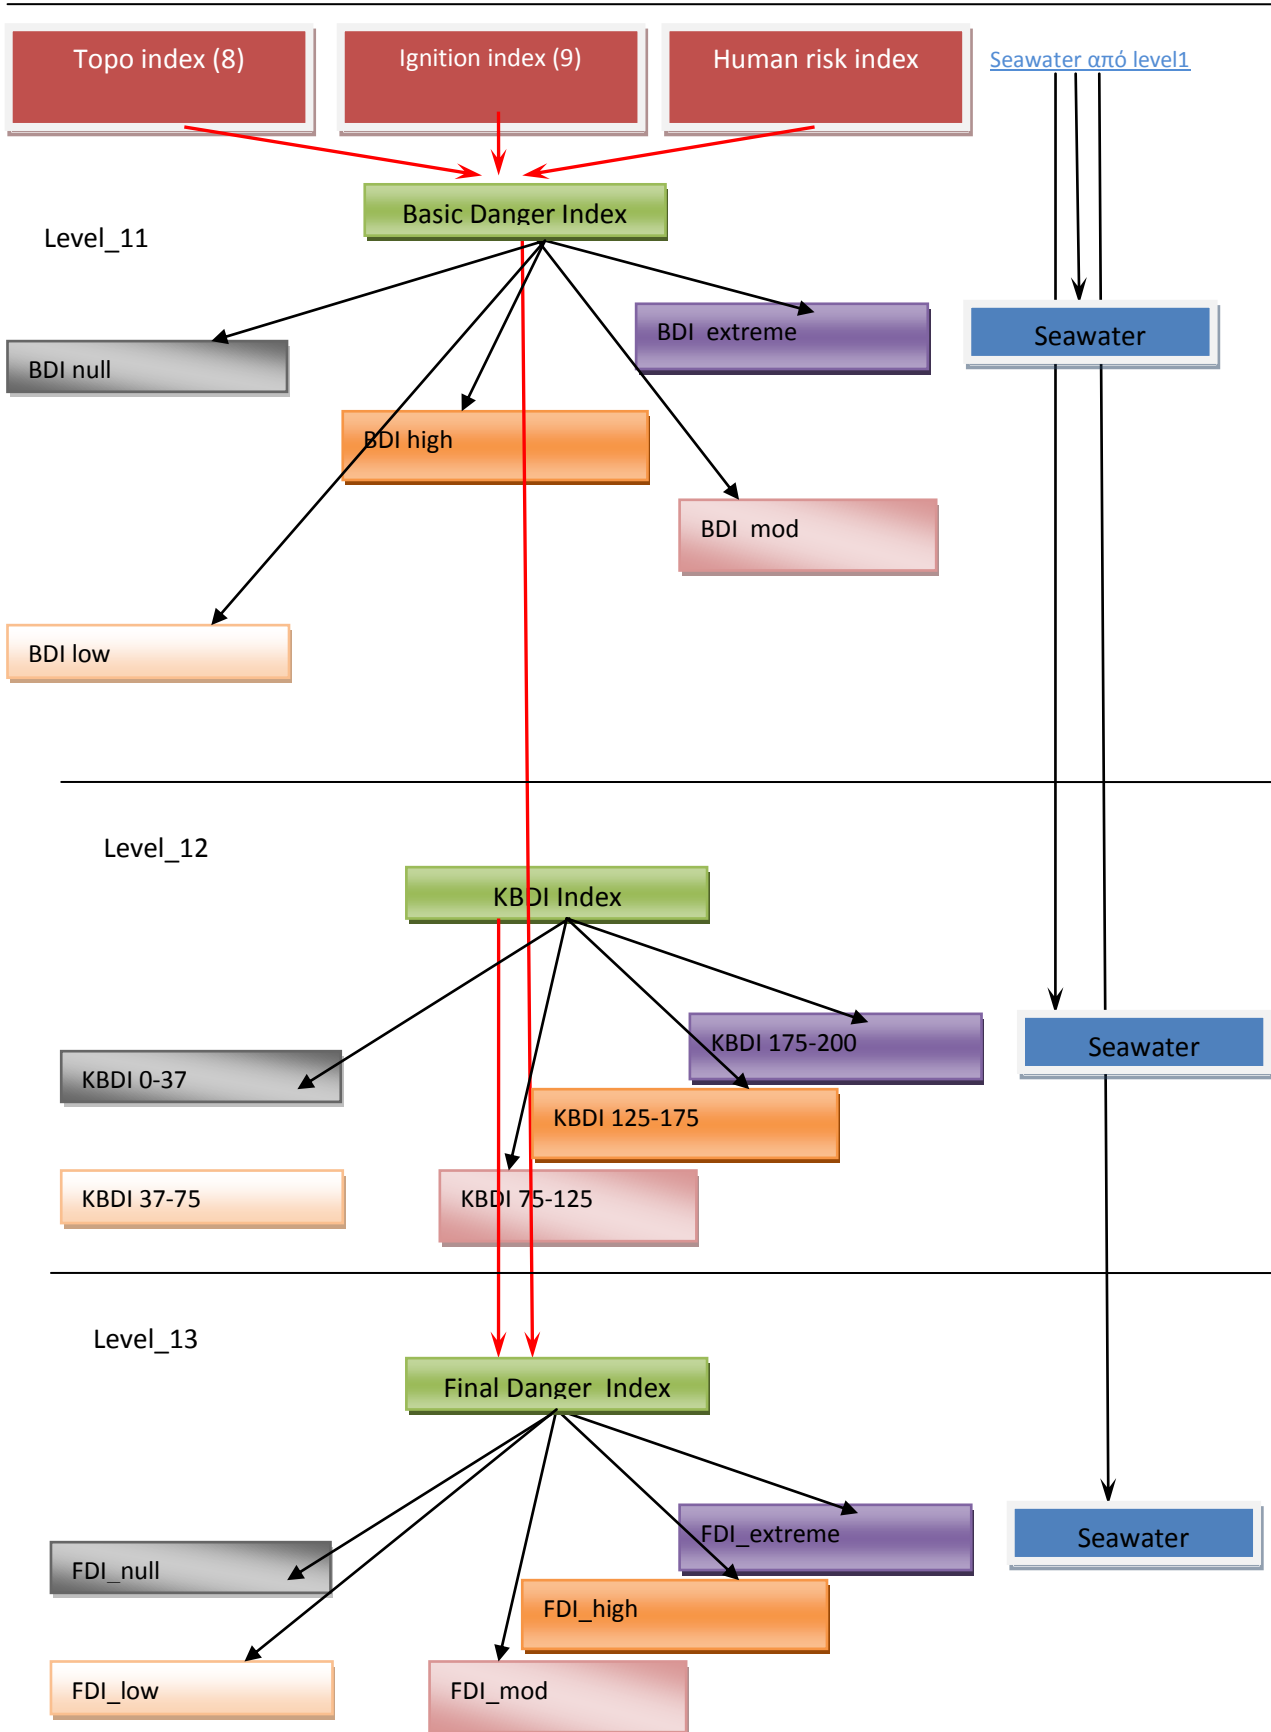 Topo index (8)
Ignition index (9)
Human risk index
Seawater από level1
Basic Danger Index
Level_11
BDI extreme
Seawater
BDI null
BDI high
BDI mod
BDI low
Level_12
KBDI Index
KBDI 175-200
Seawater
KBDI 0-37
KBDI 125-175
KBDI 37-75
KBDI 75-125
Level_13
Final Danger Index
FDI_extreme
Seawater
FDI_null
FDI_high
FDI_low
FDI_mod